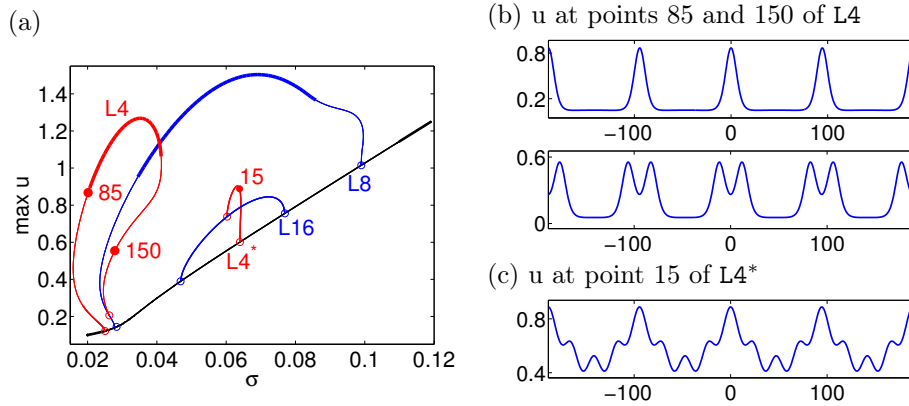 (a)
max u
1.4
1.2
1
0.8
0.6
0.4
0.2
L4
85
150
15
L4*
L16
L8
0.02 0.04 0.06 0.08 0.1 0.12
σ
(b) u at points 85 and 150 of L4
0.8
0.2
−100 0 100
0.6
0
−100 0 100
(c) u at point 15 of L4*
0.8
0.4
−100 0 100